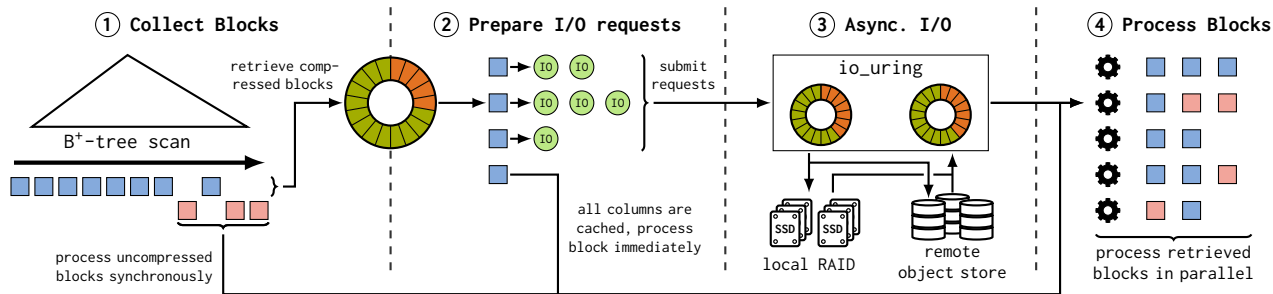 1 Collect Blocks
retrieve comp-
ressed blocks
B⁺-tree scan
process uncompressed
blocks synchronously
2 Prepare I/O requests
IO IO
IO IO IO
IO
submit
requests
all columns are
cached, process
block immediately
3 Async. I/O
io_uring
SSD SSD
local RAID
remote
object store
4 Process Blocks
process retrieved
blocks in parallel